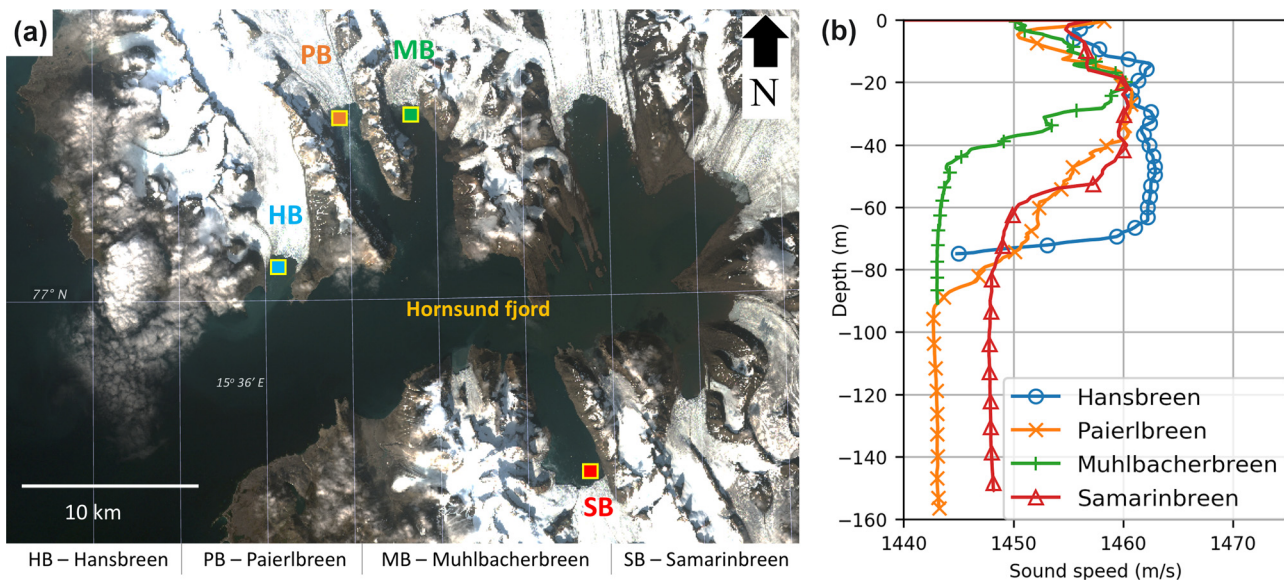 (a)
PB
MB
N
HB
77° N
Hornsund fjord
15° 36′ E
10 km
SB
HB – Hansbreen
PB – Paierlbreen
MB – Muhlbacherbreen
SB – Samarinbreen
(b)
0
−20
−40
−60
−80
−100
−120
−140
−160
Depth (m)
Hansbreen
Paierlbreen
Muhlbacherbreen
Samarinbreen
1440 1450 1460 1470
Sound speed (m/s)